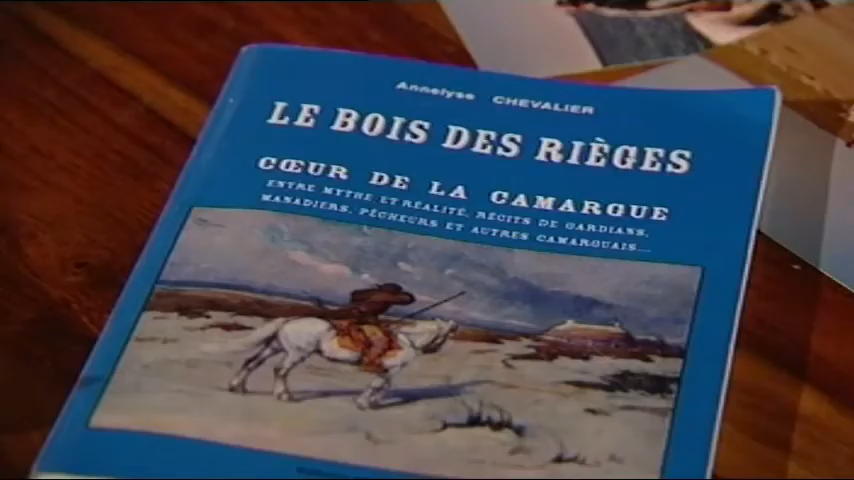 Annelyse CHEVALIER
LE BOIS DES RIÈGES
CŒUR DE LA CAMARGUE
ENTRE MYTHE ET RÉALITÉ, RÉCITS DE GARDIANS,
MANADIERS, PÊCHEURS ET AUTRES CAMARGUAIS...